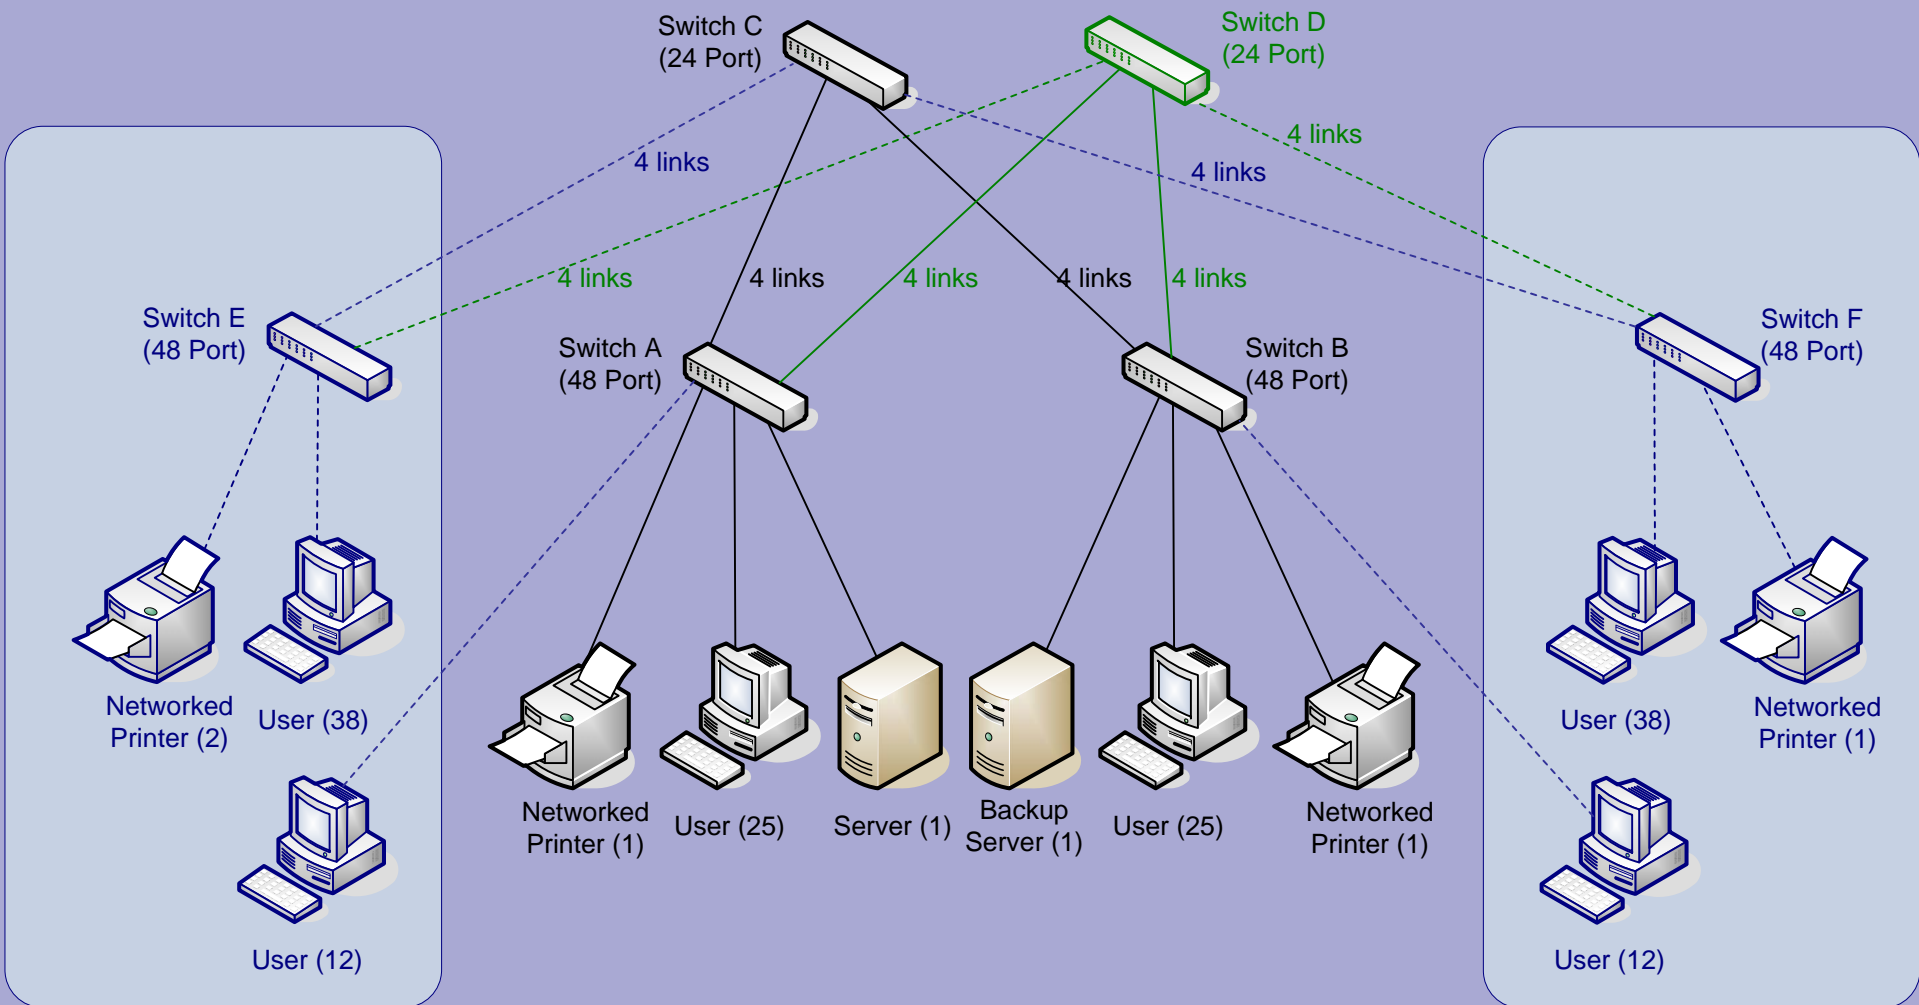 Switch C
(24 Port)
Switch D
(24 Port)
4 links
4 links
4 links
4 links
4 links
4 links
4 links
4 links
Switch E
(48 Port)
Switch A
(48 Port)
Switch B
(48 Port)
Switch F
(48 Port)
Networked
Printer (2)
User (38)
User (38)
Networked
Printer (1)
Networked
Printer (1)
User (25)
Server (1)
Backup
Server (1)
User (25)
Networked
Printer (1)
User (12)
User (12)